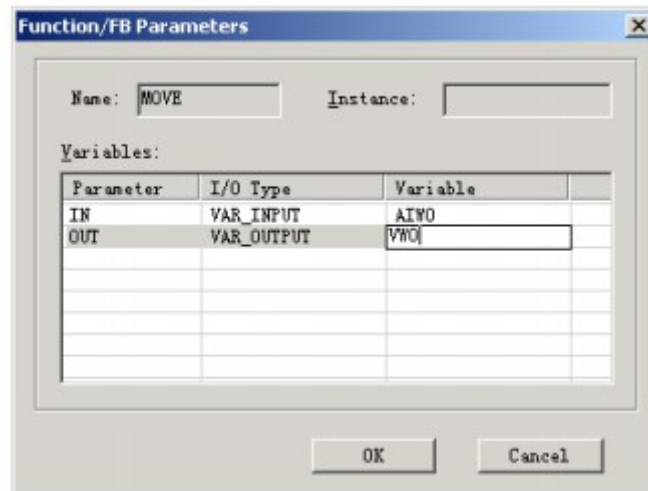 Function/FB Parameters
Name: MOVE Instance:
Variables:
Parameter I/O Type Variable
IN VAR_INPUT AIW0
OUT VAR_OUTPUT VW0
OK Cancel